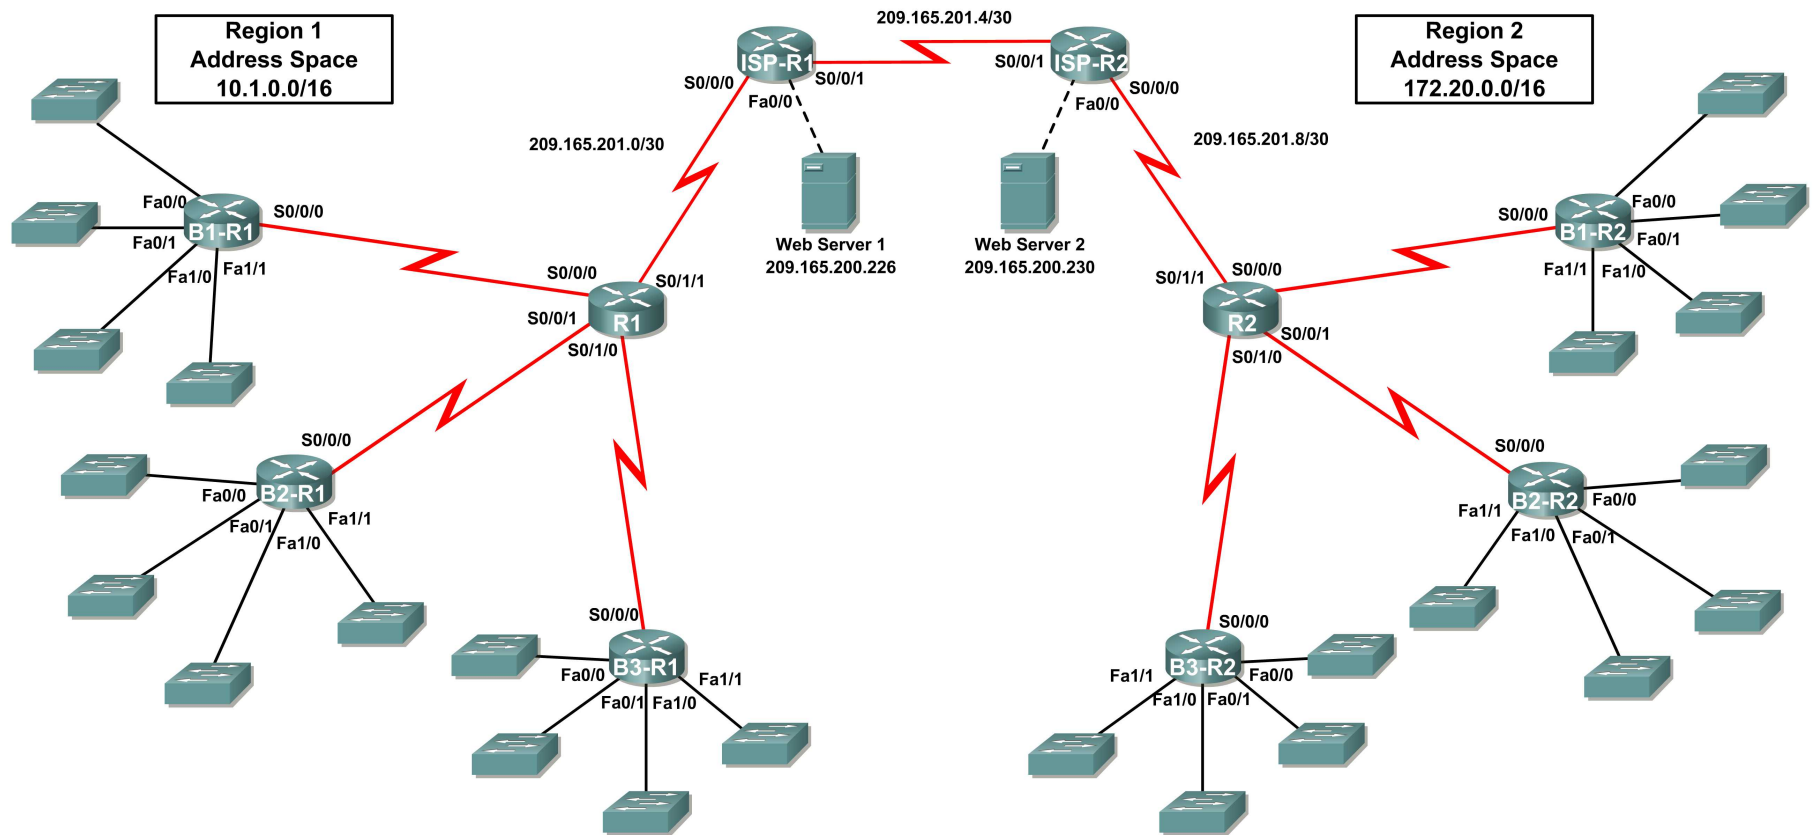 Region 1
Address Space
10.1.0.0/16
209.165.201.4/30
Region 2
Address Space
172.20.0.0/16
ISP-R1
S0/0/0
S0/0/1
Fa0/0
ISP-R2
S0/0/1
S0/0/0
Fa0/0
209.165.201.0/30
209.165.201.8/30
Web Server 1
209.165.200.226
Web Server 2
209.165.200.230
Fa0/0
S0/0/0
B1-R1
Fa0/1
Fa1/0
Fa1/1
S0/0/0
S0/1/1
R1
S0/0/1
S0/1/0
S0/0/0
S0/1/1
R2
S0/0/1
S0/1/0
S0/0/0
Fa0/0
B1-R2
Fa0/1
Fa1/1
Fa1/0
S0/0/0
B2-R1
Fa0/0
Fa0/1
Fa1/1
Fa1/0
S0/0/0
B2-R2
Fa0/0
Fa1/1
Fa1/0
Fa0/1
S0/0/0
B3-R1
Fa0/0
Fa1/1
Fa0/1
Fa1/0
S0/0/0
B3-R2
Fa1/1
Fa0/0
Fa1/0
Fa0/1